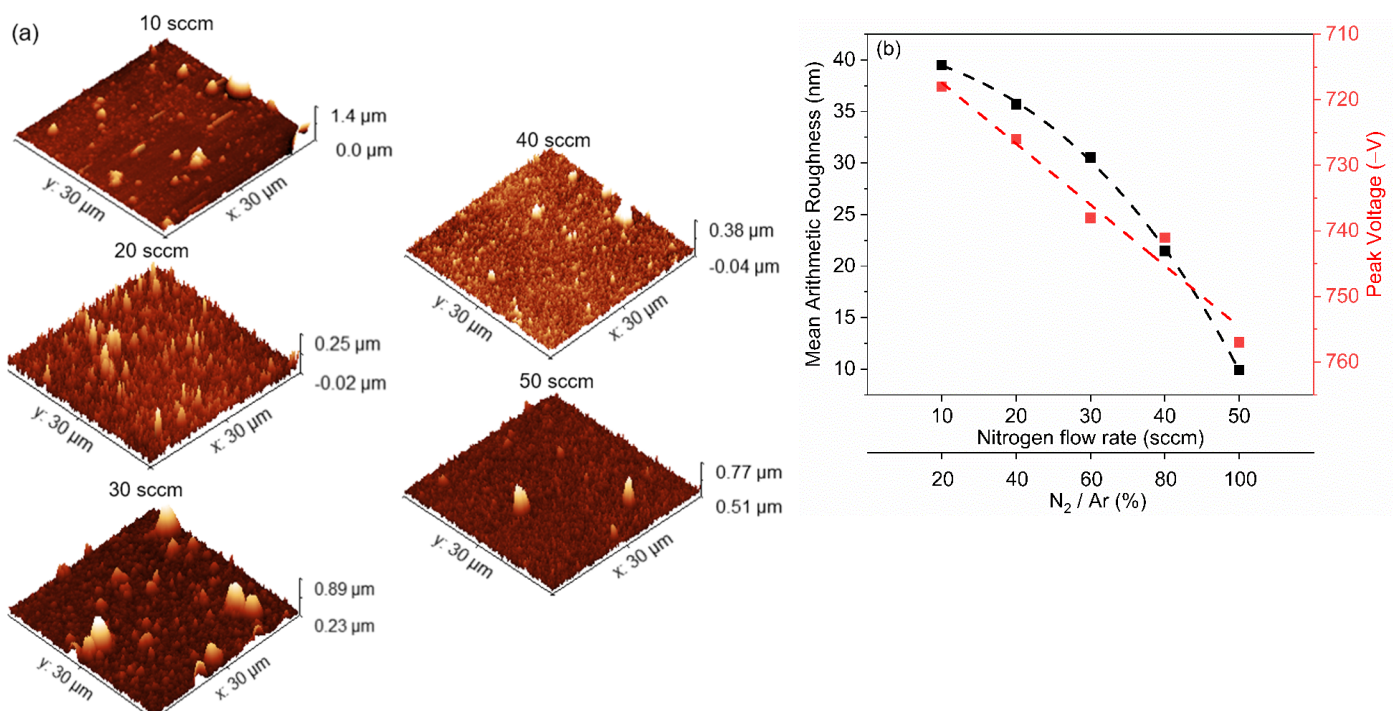 (a)
10 sccm
1.4 µm
0.0 µm
y: 30 µm
x: 30 µm
20 sccm
0.25 µm
-0.02 µm
y: 30 µm
x: 30 µm
30 sccm
0.89 µm
0.23 µm
y: 30 µm
x: 30 µm
40 sccm
0.38 µm
-0.04 µm
y: 30 µm
x: 30 µm
50 sccm
0.77 µm
0.51 µm
y: 30 µm
x: 30 µm
(b)
Mean Arithmetic Roughness (nm)
40
35
30
25
20
15
10
710
720
730
740
750
760
Peak Voltage (−V)
10 20 30 40 50
Nitrogen flow rate (sccm)
20 40 60 80 100
N2 / Ar (%)